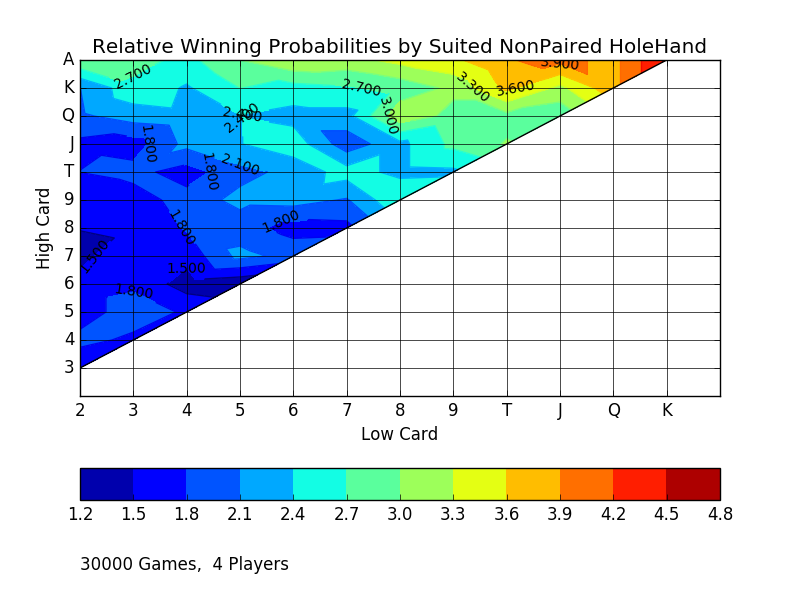 Relative Winning Probabilities by Suited NonPaired HoleHand
A
K
Q
J
T
9
8
7
6
5
4
3
High Card
2.700
2.700
3.300
3.600
3.900
3.000
2.400
1.800
1.800
2.100
1.800
1.800
1.500
1.500
1.800
2 3 4 5 6 7 8 9 T J Q K
Low Card
1.2 1.5 1.8 2.1 2.4 2.7 3.0 3.3 3.6 3.9 4.2 4.5 4.8
30000 Games, 4 Players